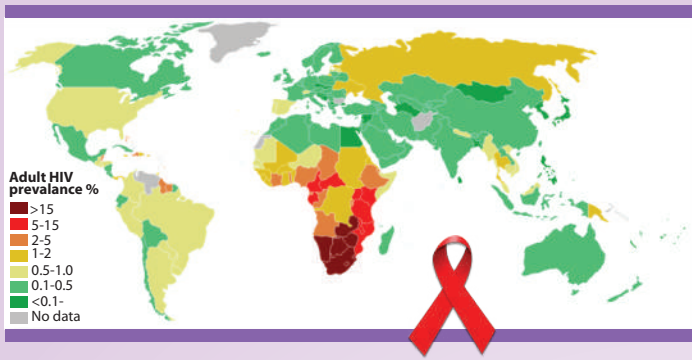 Adult HIV
prevalance %
>15
5-15
2-5
1-2
0.5-1.0
0.1-0.5
<0.1-
No data